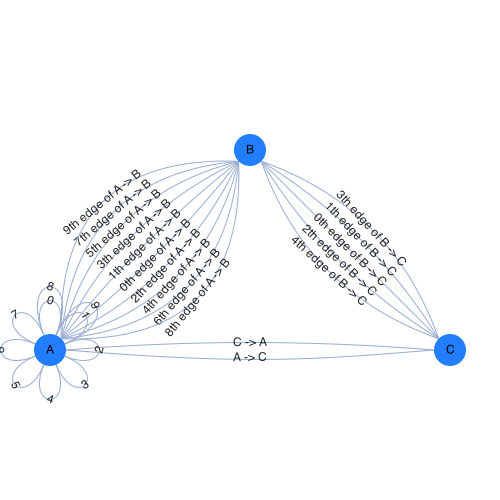 B
9th edge of A -> B
7th edge of A -> B
5th edge of A -> B
3th edge of A -> B
1th edge of A -> B
0th edge of A -> B
2th edge of A -> B
4th edge of A -> B
6th edge of A -> B
8th edge of A -> B
3th edge of B -> C
1th edge of B -> C
0th edge of B -> C
2th edge of B -> C
4th edge of B -> C
C -> A
A -> C
A
C
8
0
7
9
1
2
5
3
4